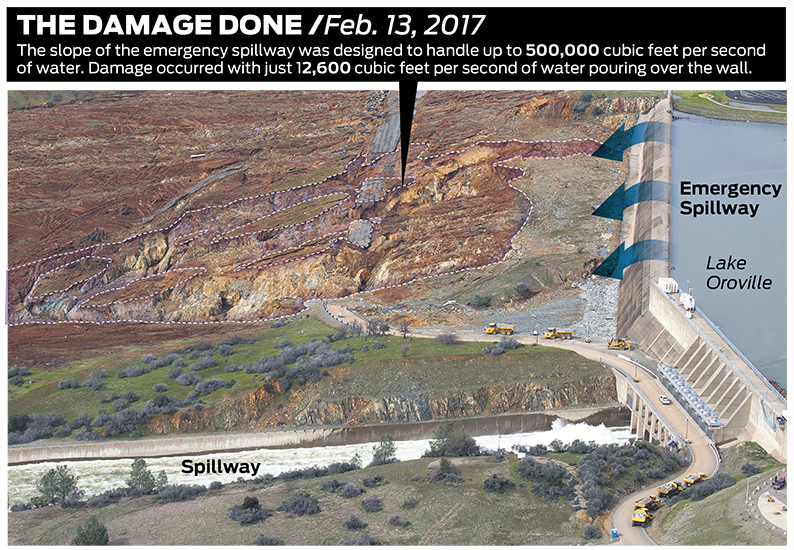 THE DAMAGE DONE /Feb. 13, 2017
The slope of the emergency spillway was designed to handle up to 500,000 cubic feet per second
of water. Damage occurred with just 12,600 cubic feet per second of water pouring over the wall.
Emergency
Spillway
Lake
Oroville
Spillway